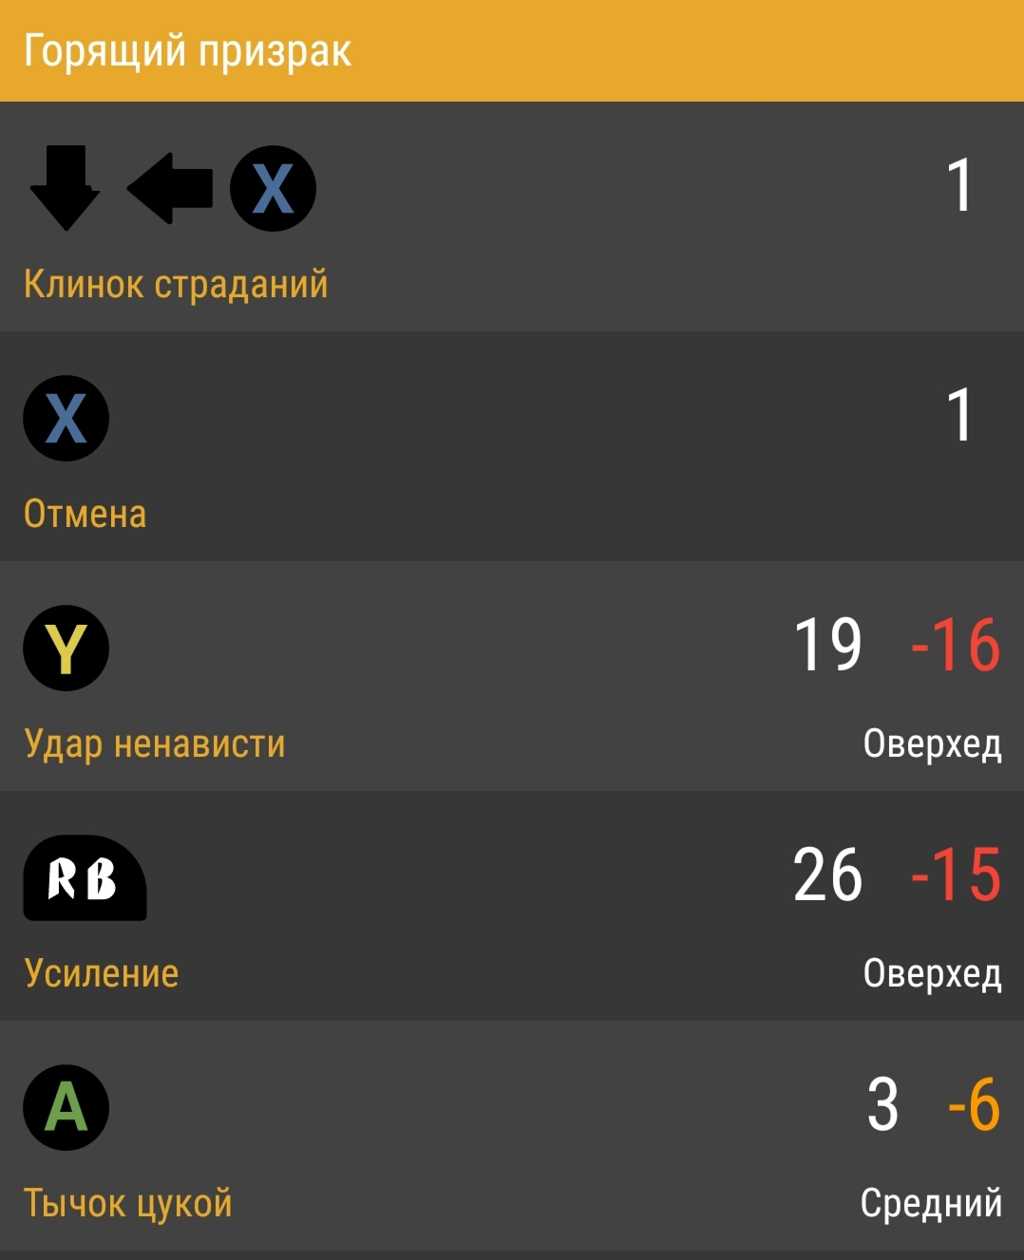 Горящий призрак
X 1
Клинок страданий
X 1
Отмена
Y 19 -16
Удар ненависти Оверхед
RB 26 -15
Усиление Оверхед
A 3 -6
Тычок цукой Средний